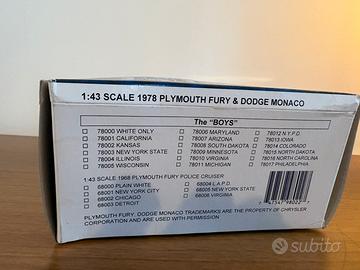 1:43 SCALE 1978 PLYMOUTH FURY & DODGE MONACO
The "BOYS"
78000 WHITE ONLY 78006 MARYLAND 78012 N.Y.P.D
78001 CALIFORNIA 78007 ARIZONA 78013 IOWA
78002 KANSAS 78008 SOUTH DAKOTA 78014 COLORADO
78003 NEW YORK STATE 78009 MINNESOTA 78015 NORTH DAKOTA
78004 ILLINOIS 78010 VIRGINIA 78016 NORTH CAROLINA
78005 WISCONSIN 78011 MICHIGAN 78017 PHILADELPHIA
1:43 SCALE 1968 PLYMOUTH FURY POLICE CRUISER
68000 PLAIN WHITE 68004 L.A.P.D.
68001 NEW YORK CITY 68005 NEW YORK STATE
68002 CHICAGO 68006 VIRGINIA
68003 DETROIT
PLYMOUTH FURY. DODGE MONACO TRADEMARKS ARE THE PROPERTY OF CHRYSLER
CORPORATION AND ARE USED WITH PERMISSION
subito